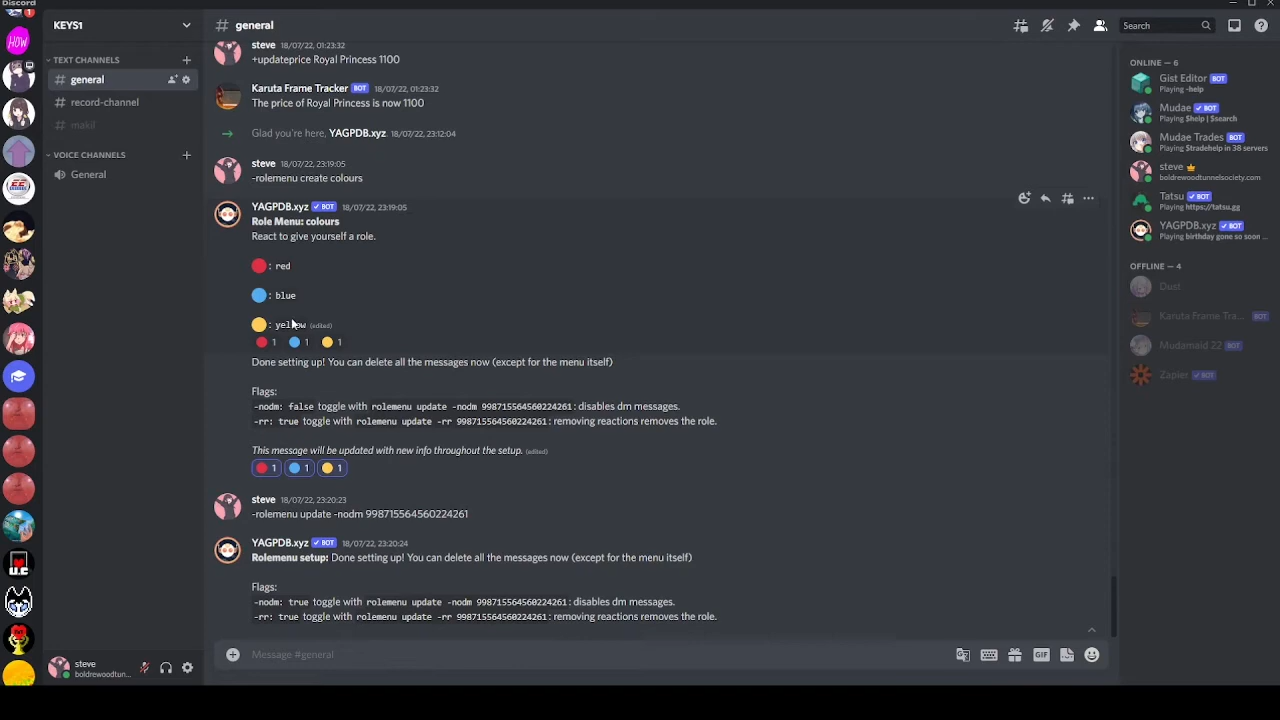 Discord
KEYS1
general
Search
HOW
TEXT CHANNELS
general
record-channel
makil
VOICE CHANNELS
General
steve 18/07/22, 01:23:32
+updateprice Royal Princess 1100
Karuta Frame Tracker BOT 18/07/22, 01:23:32
The price of Royal Princess is now 1100
Glad you're here, YAGPDB.xyz. 18/07/22, 23:12:04
steve 18/07/22, 23:19:05
-rolemenu create colours
YAGPDB.xyz BOT 18/07/22, 23:19:05
Role Menu: colours
React to give yourself a role.
: red
: blue
: yellow (edited)
1 1 1
Done setting up! You can delete all the messages now (except for the menu itself)
Flags:
-nodm: false toggle with rolemenu update -nodm 998715564560224261: disables dm messages.
-rr: true toggle with rolemenu update -rr 998715564560224261: removing reactions removes the role.
This message will be updated with new info throughout the setup. (edited)
1 1 1
steve 18/07/22, 23:20:23
-rolemenu update -nodm 998715564560224261
YAGPDB.xyz BOT 18/07/22, 23:20:24
Rolemenu setup: Done setting up! You can delete all the messages now (except for the menu itself)
Flags:
-nodm: true toggle with rolemenu update -nodm 998715564560224261: disables dm messages.
-rr: true toggle with rolemenu update -rr 998715564560224261: removing reactions removes the role.
Message #general
GIF
steve
boldrewoodtun...
ONLINE — 6
Gist Editor BOT
Playing -help
Mudae BOT
Playing $help | $search
Mudae Trades BOT
Playing $tradehelp in 38 servers
steve
boldrewoodtunnelsociety.com
Tatsu BOT
Playing https://tatsu.gg
YAGPDB.xyz BOT
Playing birthday gone so soon ...
OFFLINE — 4
Dust
Karuta Frame Tra... BOT
Mudamaid 22 BOT
Zapier BOT